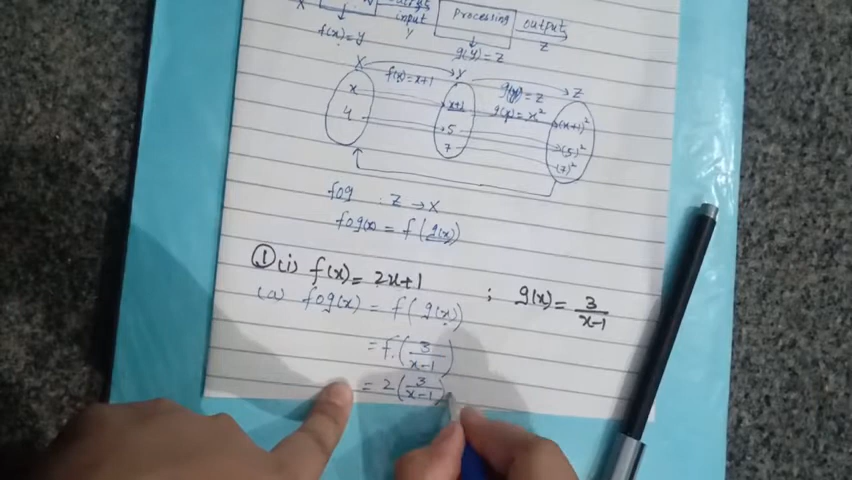 Processing output
input
Y Z
f(x)=y
g(y)=z
X f(x)=x+1 Y Z
x g(x)=x²
x+1 (x+1)²
4 5 (5)²
7 (7)²
fog : Z → X
fog(x) = f(g(x))
① (i) f(x)= 2x+1 ; g(x)= 3/(x-1)
(a) fog(x) = f(g(x))
= f(3/(x-1))
= 2(3/(x-1))